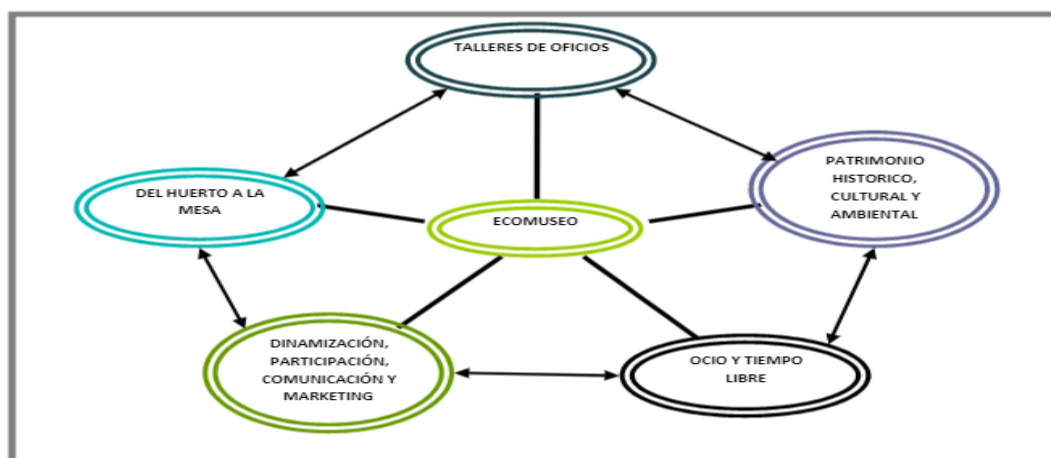 TALLERES DE OFICIOS
DEL HUERTO A LA
MESA
PATRIMONIO
HISTORICO,
CULTURAL Y
AMBIENTAL
ECOMUSEO
DINAMIZACIÓN,
PARTICIPACIÓN,
COMUNICACIÓN Y
MARKETING
OCIO Y TIEMPO
LIBRE